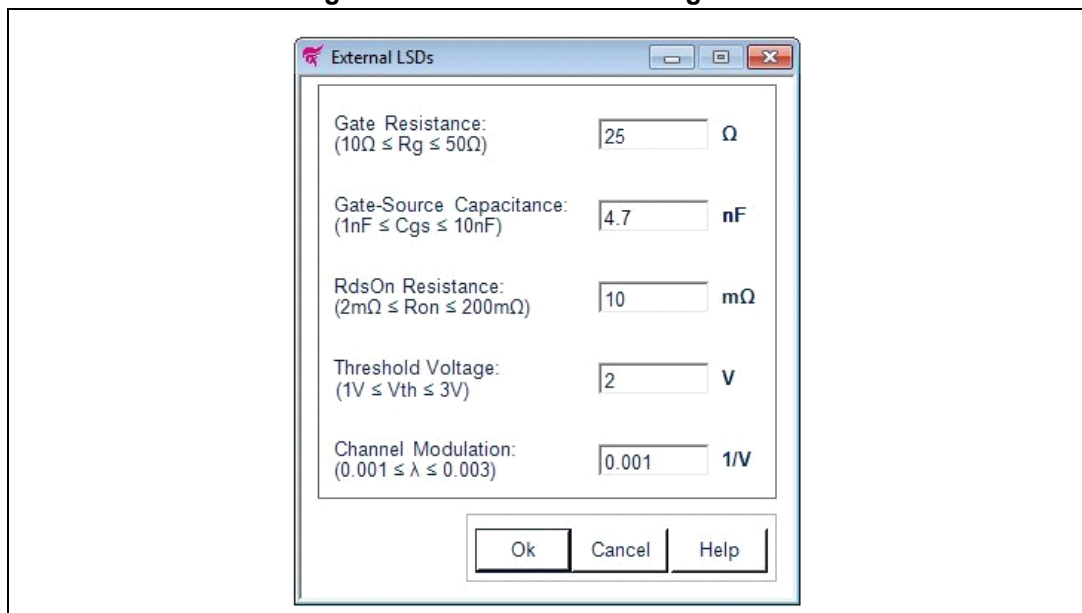 External LSDs
Gate Resistance:
(10Ω ≤ Rg ≤ 50Ω)
25 Ω
Gate-Source Capacitance:
(1nF ≤ Cgs ≤ 10nF)
4.7 nF
RdsOn Resistance:
(2mΩ ≤ Ron ≤ 200mΩ)
10 mΩ
Threshold Voltage:
(1V ≤ Vth ≤ 3V)
2 V
Channel Modulation:
(0.001 ≤ λ ≤ 0.003)
0.001 1/V
Ok Cancel Help